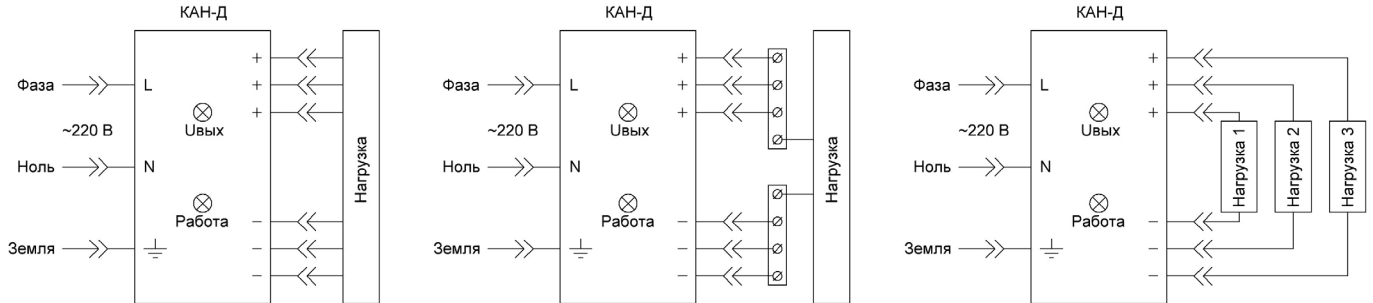 КАН-Д
Фаза
L
+
+
+
Uвых
~220 В
Ноль
N
Работа
Земля
−
−
−
Нагрузка
КАН-Д
Фаза
L
+
+
+
Uвых
~220 В
Ноль
N
Работа
Земля
−
−
−
Нагрузка
КАН-Д
Фаза
L
+
+
+
Uвых
~220 В
Ноль
N
Работа
Земля
−
−
−
Нагрузка 1
Нагрузка 2
Нагрузка 3